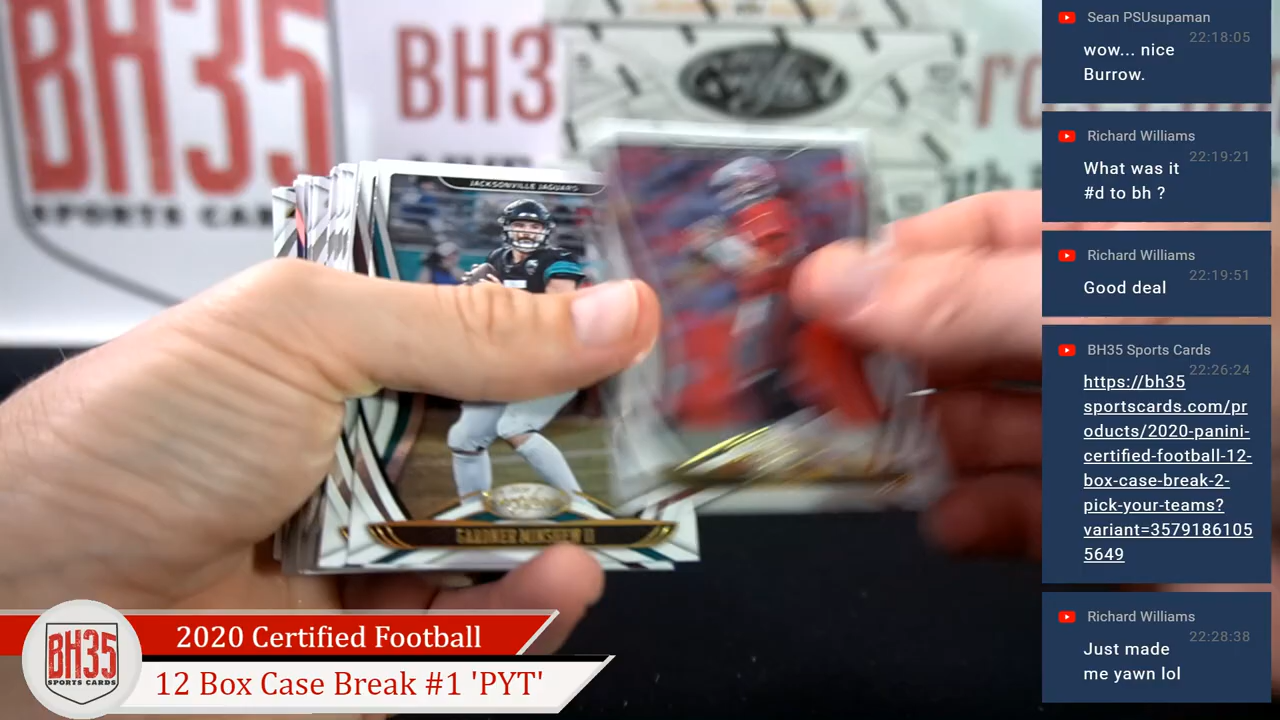 BH35
SPORTS CARDS
BH3
JACKSONVILLE JAGUARS
GARDNER MINSHEW II
2020 Certified Football
12 Box Case Break #1 'PYT'
BH35
SPORTS CARDS
Sean PSUsupaman
22:18:05
wow... nice
Burrow.
Richard Williams
22:19:21
What was it
#d to bh ?
Richard Williams
22:19:51
Good deal
BH35 Sports Cards
22:26:24
https://bh35
sportscards.com/pr
oducts/2020-panini-
certified-football-12-
box-case-break-2-
pick-your-teams?
variant=3579186105
5649
Richard Williams
22:28:38
Just made
me yawn lol